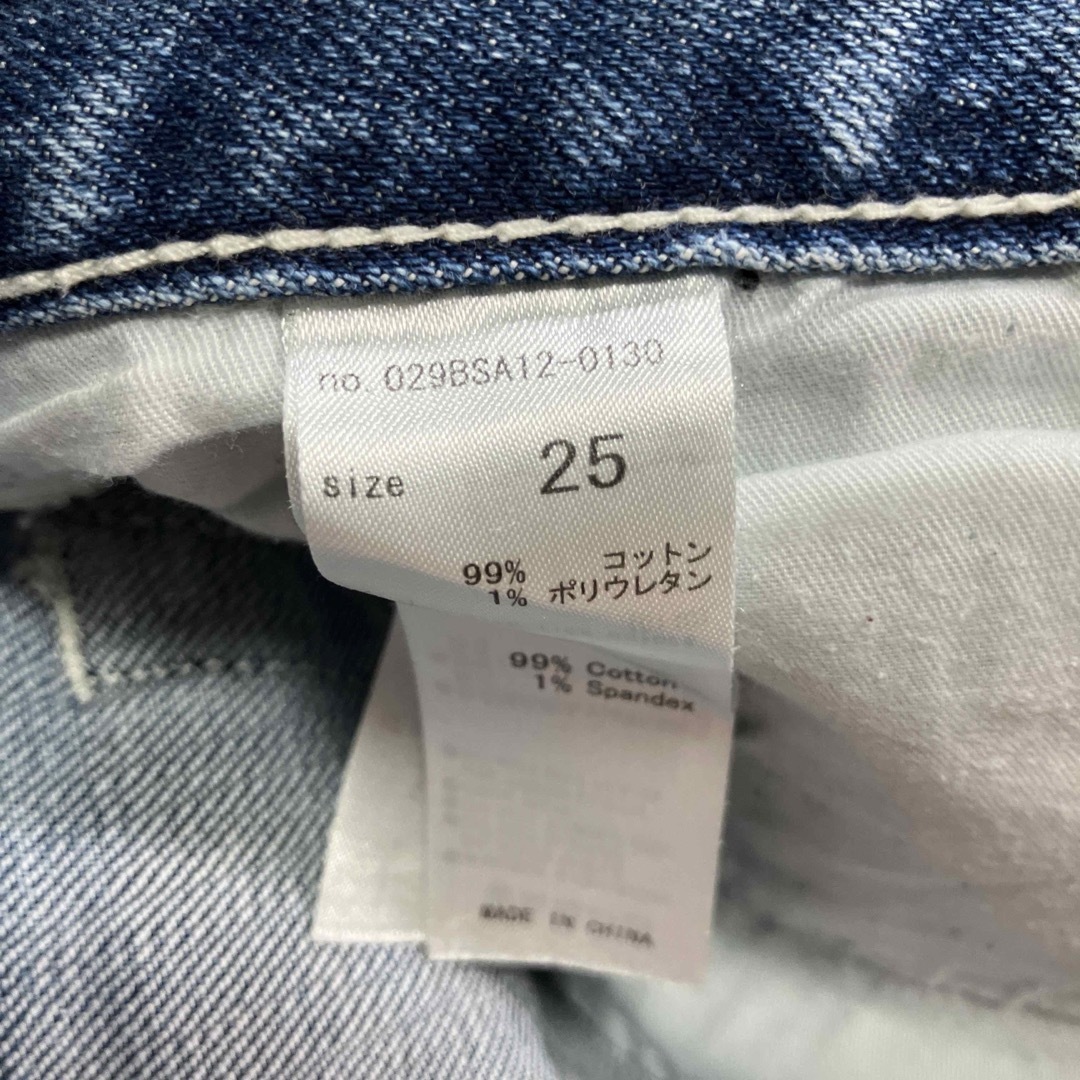 no. 029BSA12-0130
size 25
99% コットン
1% ポリウレタン
99% Cotton
1% Spandex
MADE IN CHINA